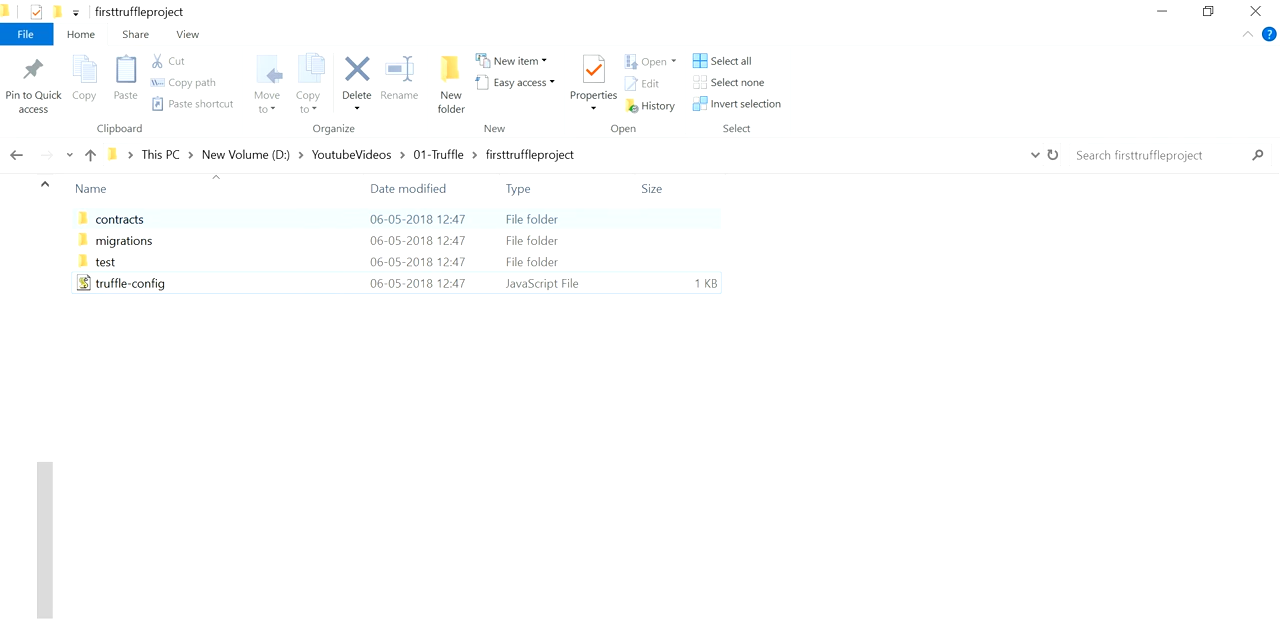 firsttruffleproject
File Home Share View
?
Pin to Quick access
Copy
Paste
Cut
Copy path
Paste shortcut
Clipboard
Move to
Copy to
Delete
Rename
Organize
New folder
New item
Easy access
New
Properties
Open
Edit
History
Open
Select all
Select none
Invert selection
Select
This PC > New Volume (D:) > YoutubeVideos > 01-Truffle > firsttruffleproject
Search firsttruffleproject
Name Date modified Type Size
contracts 06-05-2018 12:47 File folder
migrations 06-05-2018 12:47 File folder
test 06-05-2018 12:47 File folder
truffle-config 06-05-2018 12:47 JavaScript File 1 KB